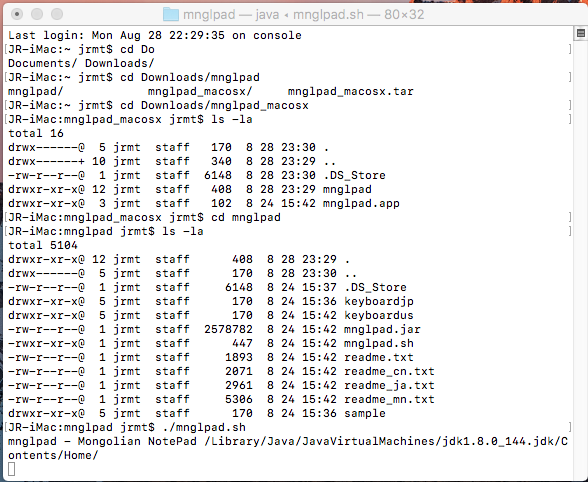 mnglpad — java ◂ mnglpad.sh — 80×32
Last login: Mon Aug 28 22:29:35 on console
[JR-iMac:~ jrmt$ cd Do ]
Documents/ Downloads/
[JR-iMac:~ jrmt$ cd Downloads/mnglpad ]
mnglpad/ mnglpad_macosx/ mnglpad_macosx.tar
[JR-iMac:~ jrmt$ cd Downloads/mnglpad_macosx ]
[JR-iMac:mnglpad_macosx jrmt$ ls -la ]
total 16
drwx------@ 5 jrmt staff 170 8 28 23:30 .
drwx------+ 10 jrmt staff 340 8 28 23:29 ..
-rw-r--r--@ 1 jrmt staff 6148 8 28 23:30 .DS_Store
drwxr-xr-x@ 12 jrmt staff 408 8 28 23:29 mnglpad
drwxr-xr-x@ 3 jrmt staff 102 8 24 15:42 mnglpad.app
[JR-iMac:mnglpad_macosx jrmt$ cd mnglpad ]
[JR-iMac:mnglpad jrmt$ ls -la ]
total 5104
drwxr-xr-x@ 12 jrmt staff 408 8 28 23:29 .
drwx------@ 5 jrmt staff 170 8 28 23:30 ..
-rw-r--r--@ 1 jrmt staff 6148 8 24 15:37 .DS_Store
drwxr-xr-x@ 5 jrmt staff 170 8 24 15:36 keyboardjp
drwxr-xr-x@ 5 jrmt staff 170 8 24 15:42 keyboardus
-rw-r--r--@ 1 jrmt staff 2578782 8 24 15:42 mnglpad.jar
-rwxr-xr-x@ 1 jrmt staff 447 8 24 15:42 mnglpad.sh
-rw-r--r--@ 1 jrmt staff 1893 8 24 15:42 readme.txt
-rw-r--r--@ 1 jrmt staff 2071 8 24 15:42 readme_cn.txt
-rw-r--r--@ 1 jrmt staff 2961 8 24 15:42 readme_ja.txt
-rw-r--r--@ 1 jrmt staff 5306 8 24 15:42 readme_mn.txt
drwxr-xr-x@ 5 jrmt staff 170 8 24 15:36 sample
[JR-iMac:mnglpad jrmt$ ./mnglpad.sh ]
mnglpad - Mongolian NotePad /Library/Java/JavaVirtualMachines/jdk1.8.0_144.jdk/C
ontents/Home/